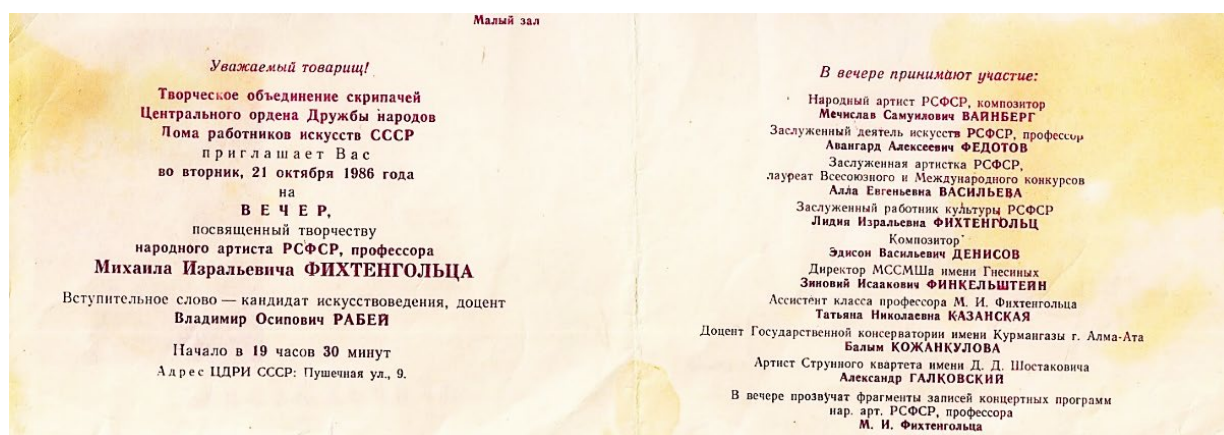 Малый зал
Уважаемый товарищ!
Творческое объединение скрипачей
Центрального ордена Дружбы народов
Дома работников искусств СССР
приглашает Вас
во вторник, 21 октября 1986 года
на
ВЕЧЕР,
посвященный творчеству
народного артиста РСФСР, профессора
Михаила Изральевича ФИХТЕНГОЛЬЦА
Вступительное слово — кандидат искусствоведения, доцент
Владимир Осипович РАБЕЙ
Начало в 19 часов 30 минут
Адрес ЦДРИ СССР: Пушечная ул., 9.
В вечере принимают участие:
Народный артист РСФСР, композитор
Мечислав Самуилович ВАЙНБЕРГ
Заслуженный деятель искусств РСФСР, профессор
Авангард Алексеевич ФЕДОТОВ
Заслуженная артистка РСФСР,
лауреат Всесоюзного и Международного конкурсов
Алла Евгеньевна ВАСИЛЬЕВА
Заслуженный работник культуры РСФСР
Лидия Изральевна ФИХТЕНГОЛЬЦ
Композитор
Эдисон Васильевич ДЕНИСОВ
Директор МССМШа имени Гнесиных
Зиновий Исаакович ФИНКЕЛЬШТЕЙН
Ассистент класса профессора М. И. Фихтенгольца
Татьяна Николаевна КАЗАНСКАЯ
Доцент Государственной консерватории имени Курмангазы г. Алма-Ата
Балым КОЖАНКУЛОВА
Артист Струнного квартета имени Д. Д. Шостаковича
Александр ГАЛКОВСКИЙ
В вечере прозвучат фрагменты записей концертных программ
нар. арт. РСФСР, профессора
М. И. Фихтенгольца